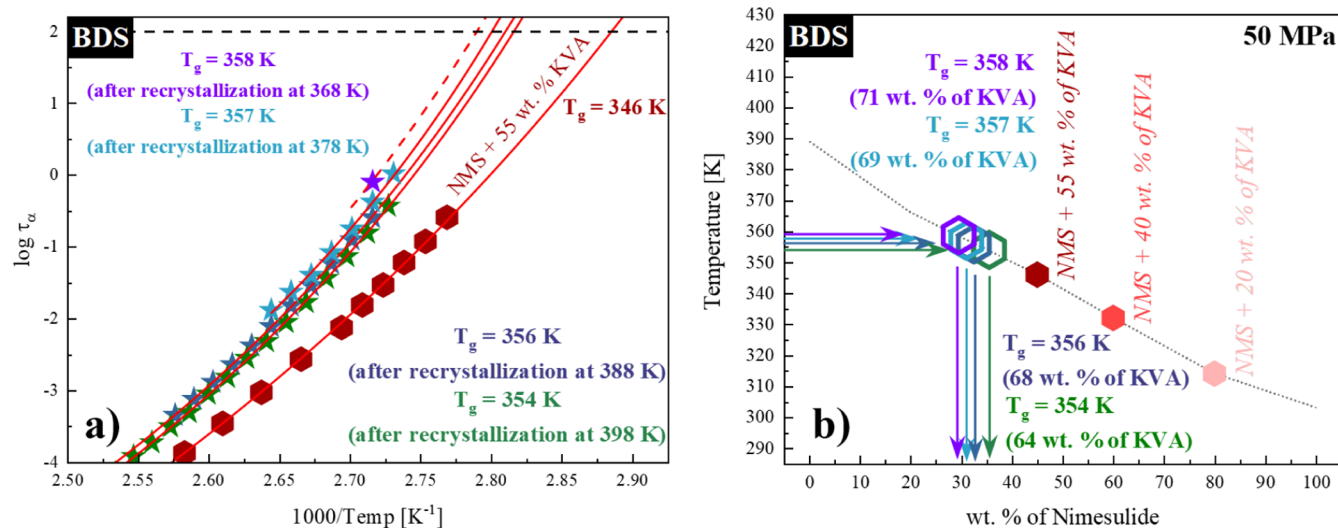 BDS
T_g = 358 K
(after recrystallization at 368 K)
T_g = 357 K
(after recrystallization at 378 K)
NMS + 55 wt. % KVA
T_g = 346 K
T_g = 356 K
(after recrystallization at 388 K)
T_g = 354 K
(after recrystallization at 398 K)
a)
log τ_α
2
1
0
-1
-2
-3
-4
2.50 2.55 2.60 2.65 2.70 2.75 2.80 2.85 2.90
1000/Temp [K⁻¹]
BDS
50 MPa
T_g = 358 K
(71 wt. % of KVA)
T_g = 357 K
(69 wt. % of KVA)
NMS + 55 wt. % of KVA
NMS + 40 wt. % of KVA
NMS + 20 wt. % of KVA
T_g = 356 K
(68 wt. % of KVA)
T_g = 354 K
(64 wt. % of KVA)
b)
Temperature [K]
430
420
410
400
390
380
370
360
350
340
330
320
310
300
290
0 10 20 30 40 50 60 70 80 90 100
wt. % of Nimesulide